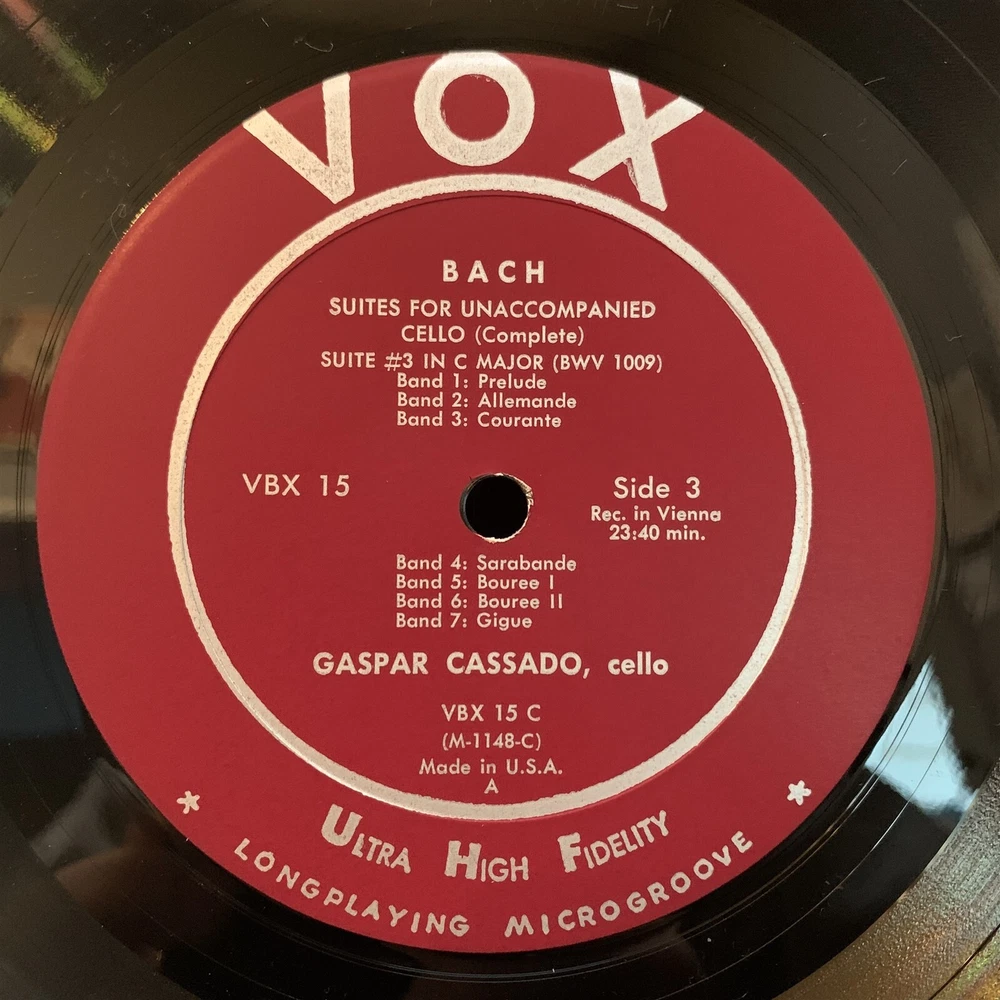 VOX
BACH
SUITES FOR UNACCOMPANIED
CELLO (Complete)
SUITE #3 IN C MAJOR (BWV 1009)
Band 1: Prelude
Band 2: Allemande
Band 3: Courante
VBX 15
Side 3
Rec. in Vienna
23:40 min.
Band 4: Sarabande
Band 5: Bouree I
Band 6: Bouree II
Band 7: Gigue
GASPAR CASSADO, cello
VBX 15 C
(M-1148-C)
Made in U.S.A.
A
ULTRA HIGH FIDELITY
LONGPLAYING MICROGROOVE